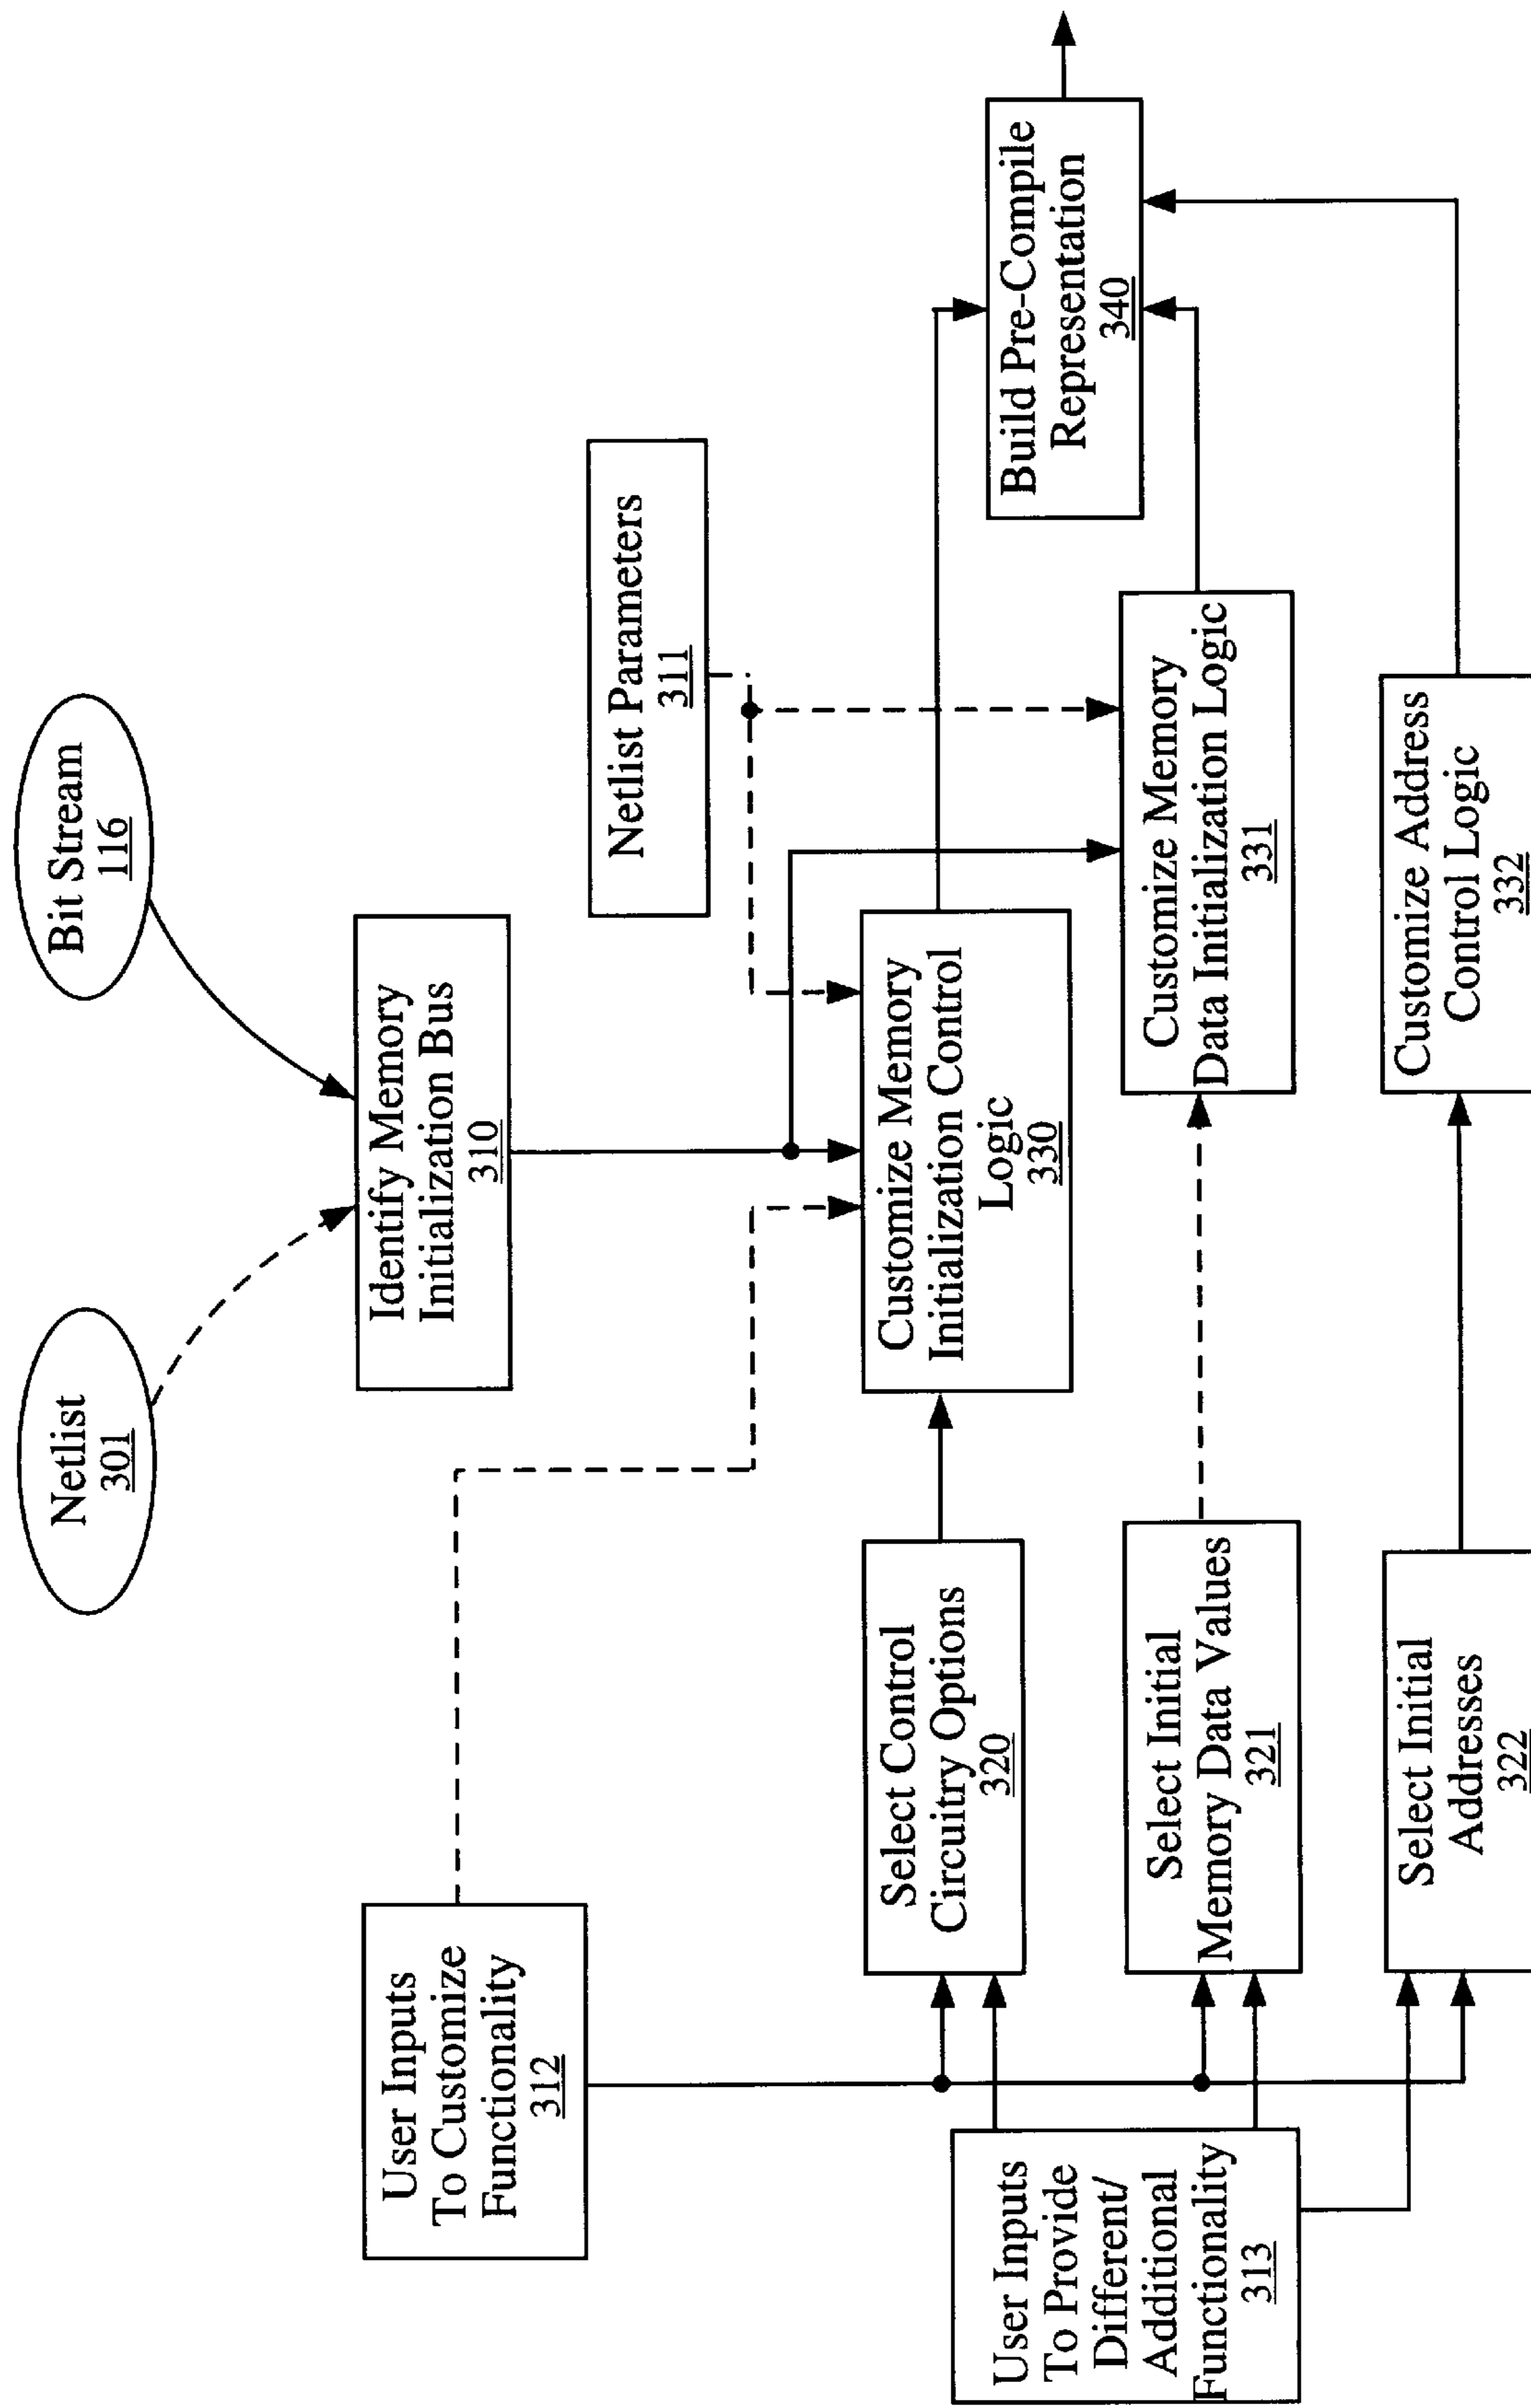 Netlist
301
Bit Stream
116
User Inputs
To Customize
Functionality
312
Identify Memory
Initialization Bus
310
Netlist Parameters
311
User Inputs
To Provide
Different/
Additional
Functionality
313
Select Control
Circuitry Options
320
Customize Memory
Initialization Control
Logic
330
Build Pre-Compile
Representation
340
Select Initial
Memory Data Values
321
Customize Memory
Data Initialization Logic
331
Select Initial
Addresses
322
Customize Address
Control Logic
332